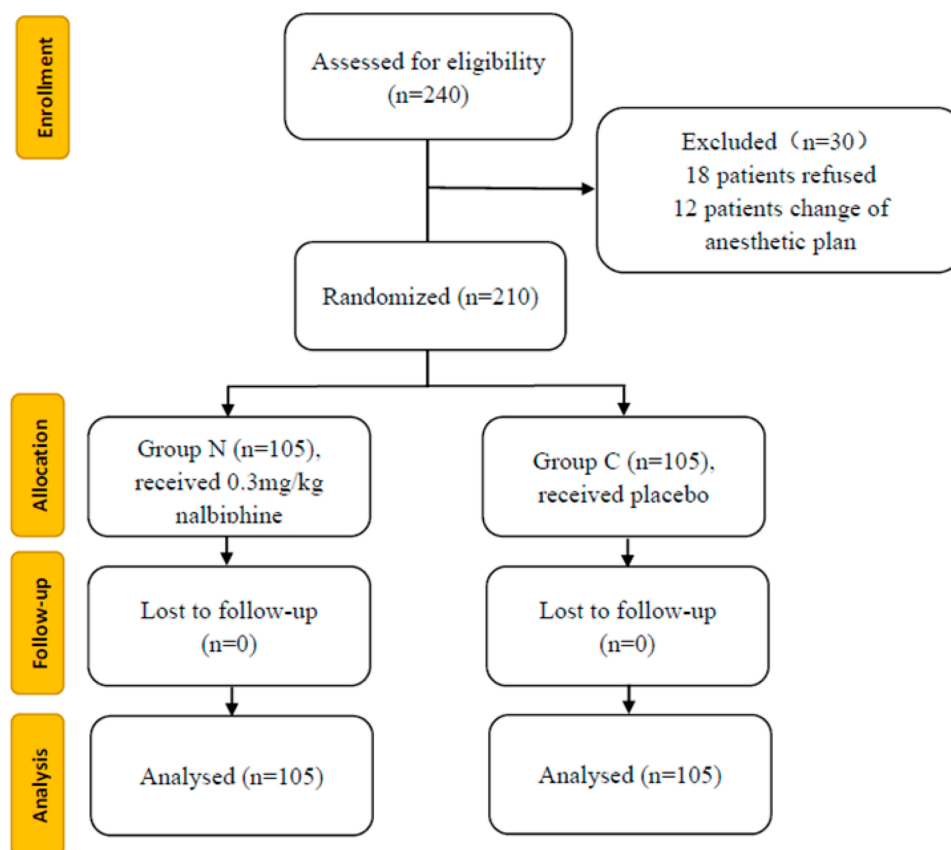 Enrollment
Assessed for eligibility
(n=240)
Excluded（n=30）
18 patients refused
12 patients change of
anesthetic plan
Randomized (n=210)
Allocation
Group N (n=105),
received 0.3mg/kg
nalbiphine
Group C (n=105),
received placebo
Follow-up
Lost to follow-up
(n=0)
Lost to follow-up
(n=0)
Analysis
Analysed (n=105)
Analysed (n=105)